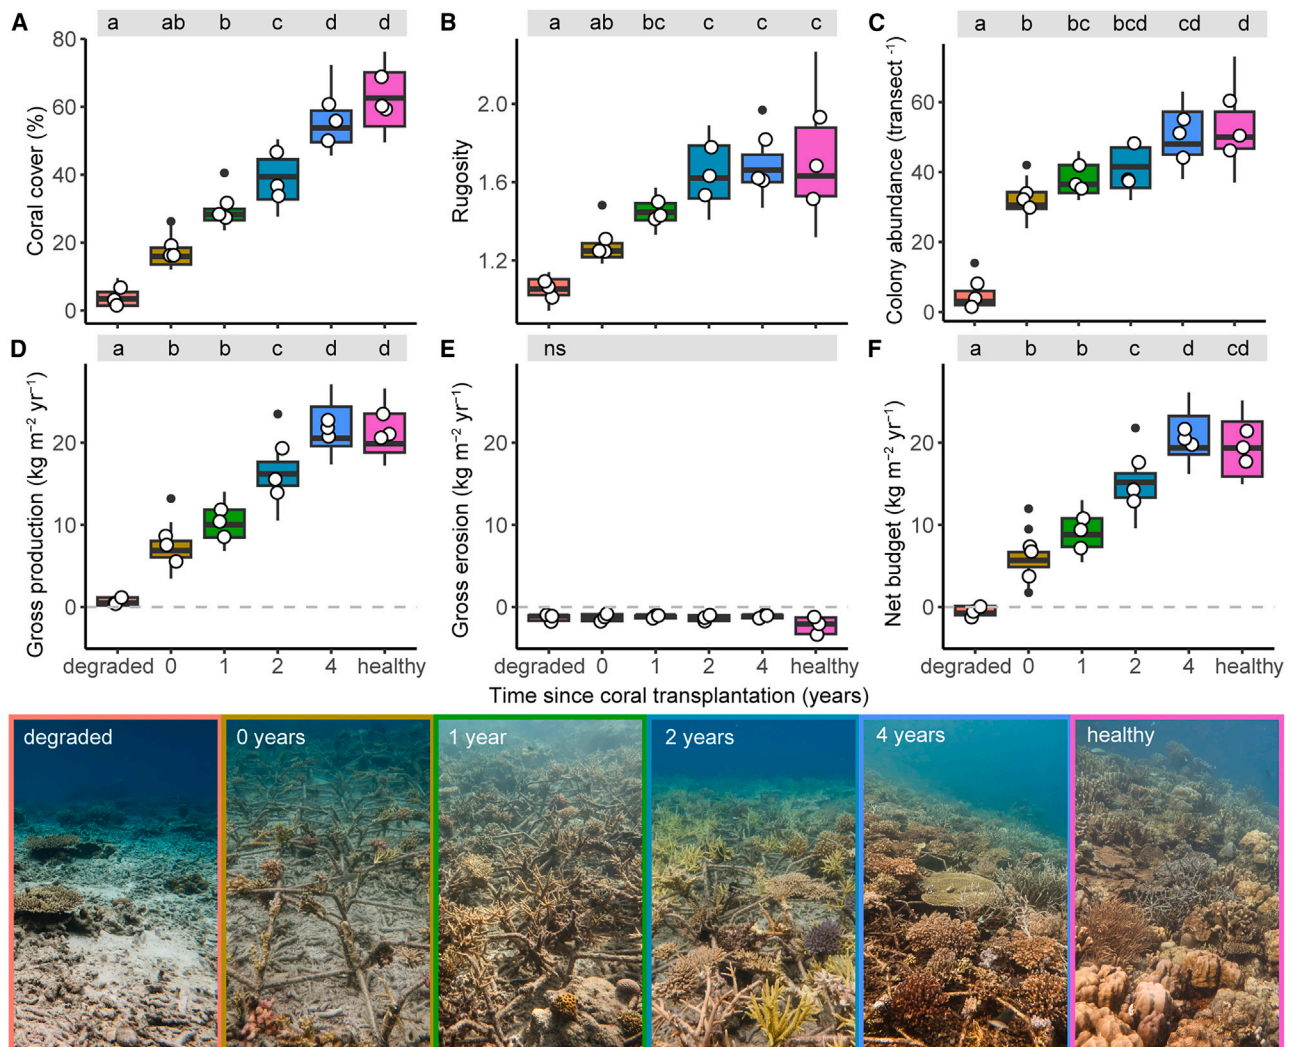 A
a ab b c d d
Coral cover (%)
80
60
40
20
0
B
a ab bc c c c
Rugosity
2.0
1.6
1.2
C
a b bc bcd cd d
Colony abundance (transect ⁻¹)
60
40
20
0
D
a b b c d d
Gross production (kg m⁻² yr⁻¹)
20
10
0
degraded 0 1 2 4 healthy
E
ns
Gross erosion (kg m⁻² yr⁻¹)
20
10
0
degraded 0 1 2 4 healthy
F
a b b c d cd
Net budget (kg m⁻² yr⁻¹)
20
10
0
degraded 0 1 2 4 healthy
Time since coral transplantation (years)
degraded
0 years
1 year
2 years
4 years
healthy